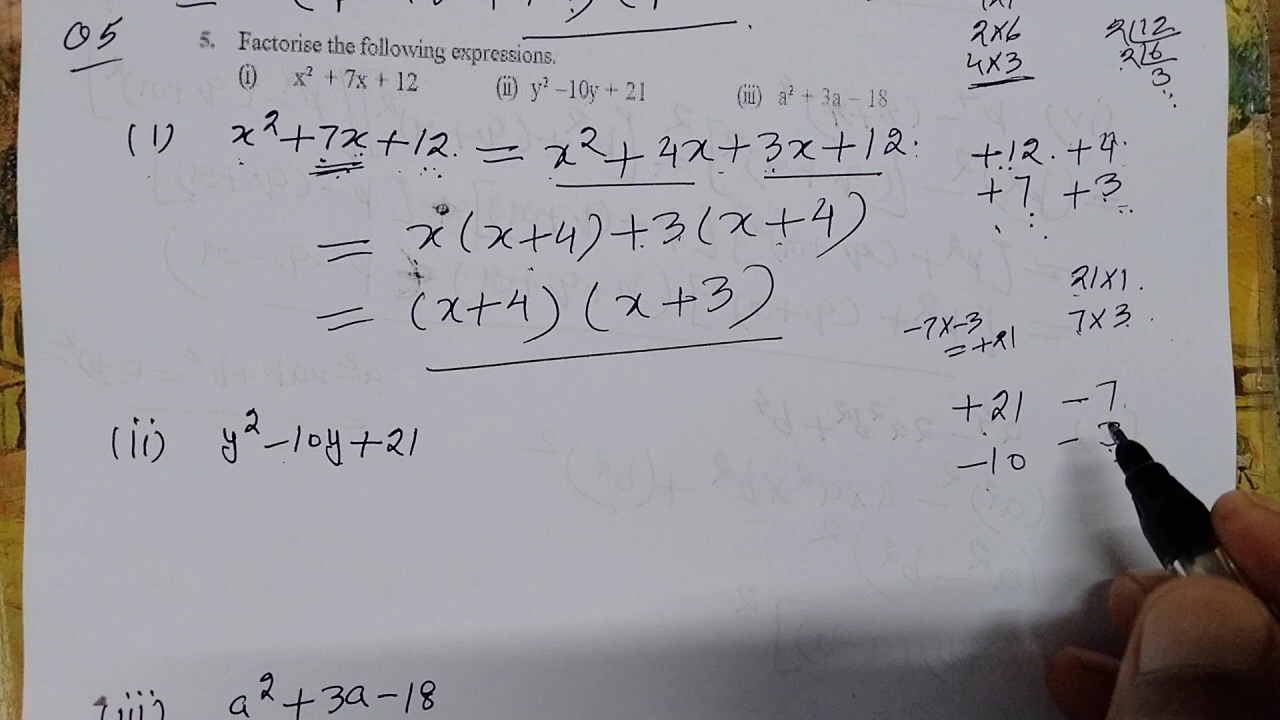 Q5
5. Factorise the following expressions.
(i) x² + 7x + 12 (ii) y² –10y + 21 (iii) a² + 3a – 18
2×6
4×3
2|12
2|6
3
(i) x²+7x+12. = x²+4x+3x+12.
= x(x+4)+3(x+4)
= (x+4)(x+3)
+12. +4.
+7 +3
21×1.
7×3.
-7×-3
=+21
+21 -7.
-10 -3
(ii) y²-10y+21
(iii) a²+3a-18